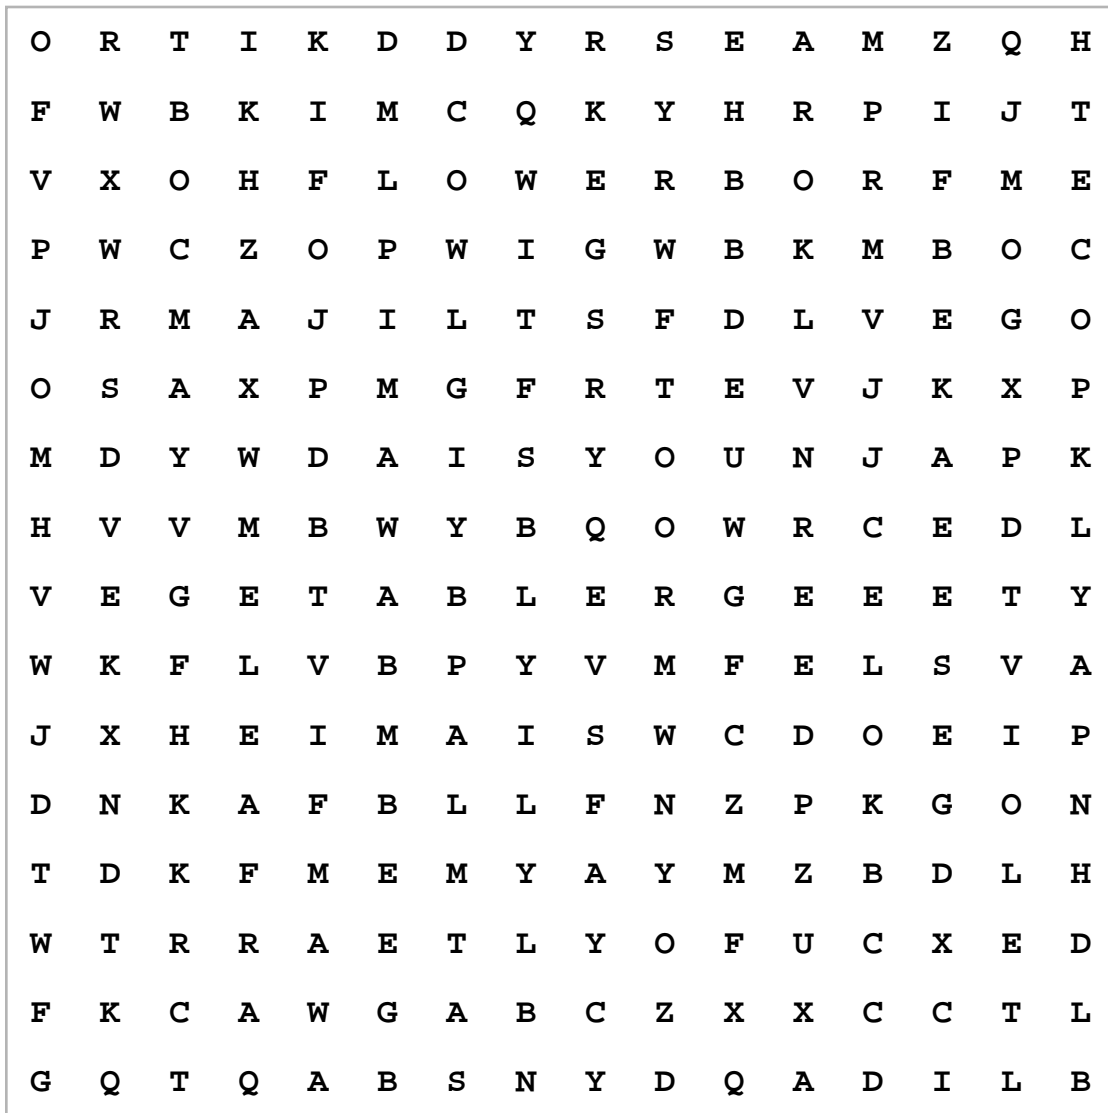 O R T I K D D Y R S E A M Z Q H
F W B K I M C Q K Y H R P I J T
V X O H F L O W E R B O R F M E
P W C Z O P W I G W B K M B O C
J R M A J I L T S F D L V E G O
O S A X P M G F R T E V J K X P
M D Y W D A I S Y O U N J A P K
H V V M B W Y B Q O W R C E D L
V E G E T A B L E R G E E E T Y
W K F L V B P Y V M F E L S V A
J X H E I M A I S W C D O E I P
D N K A F B L L F N Z P K G O N
T D K F M E M Y A Y M Z B D L H
W T R R A E T L Y O F U C X E D
F K C A W G A B C Z X X C C T L
G Q T Q A B S N Y D Q A D I L B